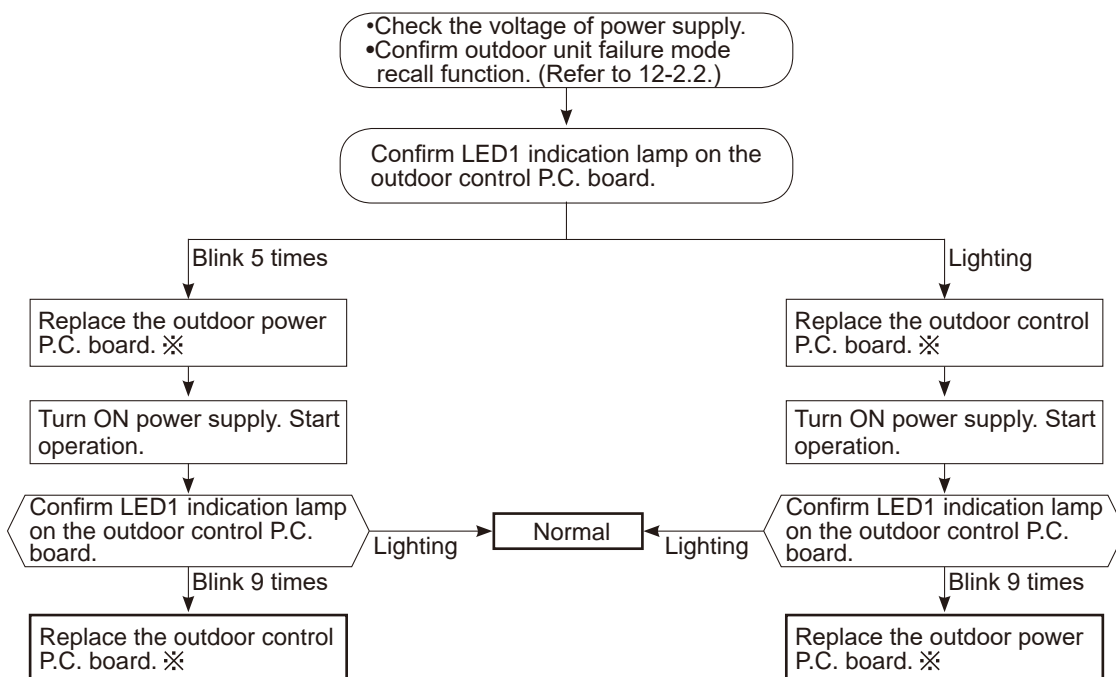 •Check the voltage of power supply.
•Confirm outdoor unit failure mode
recall function. (Refer to 12-2.2.)
Confirm LED1 indication lamp on the
outdoor control P.C. board.
Blink 5 times
Lighting
Replace the outdoor power
P.C. board. ※
Replace the outdoor control
P.C. board. ※
Turn ON power supply. Start
operation.
Turn ON power supply. Start
operation.
Confirm LED1 indication lamp
on the outdoor control P.C.
board.
Lighting
Normal
Lighting
Confirm LED1 indication lamp
on the outdoor control P.C.
board.
Blink 9 times
Blink 9 times
Replace the outdoor control
P.C. board. ※
Replace the outdoor power
P.C. board. ※